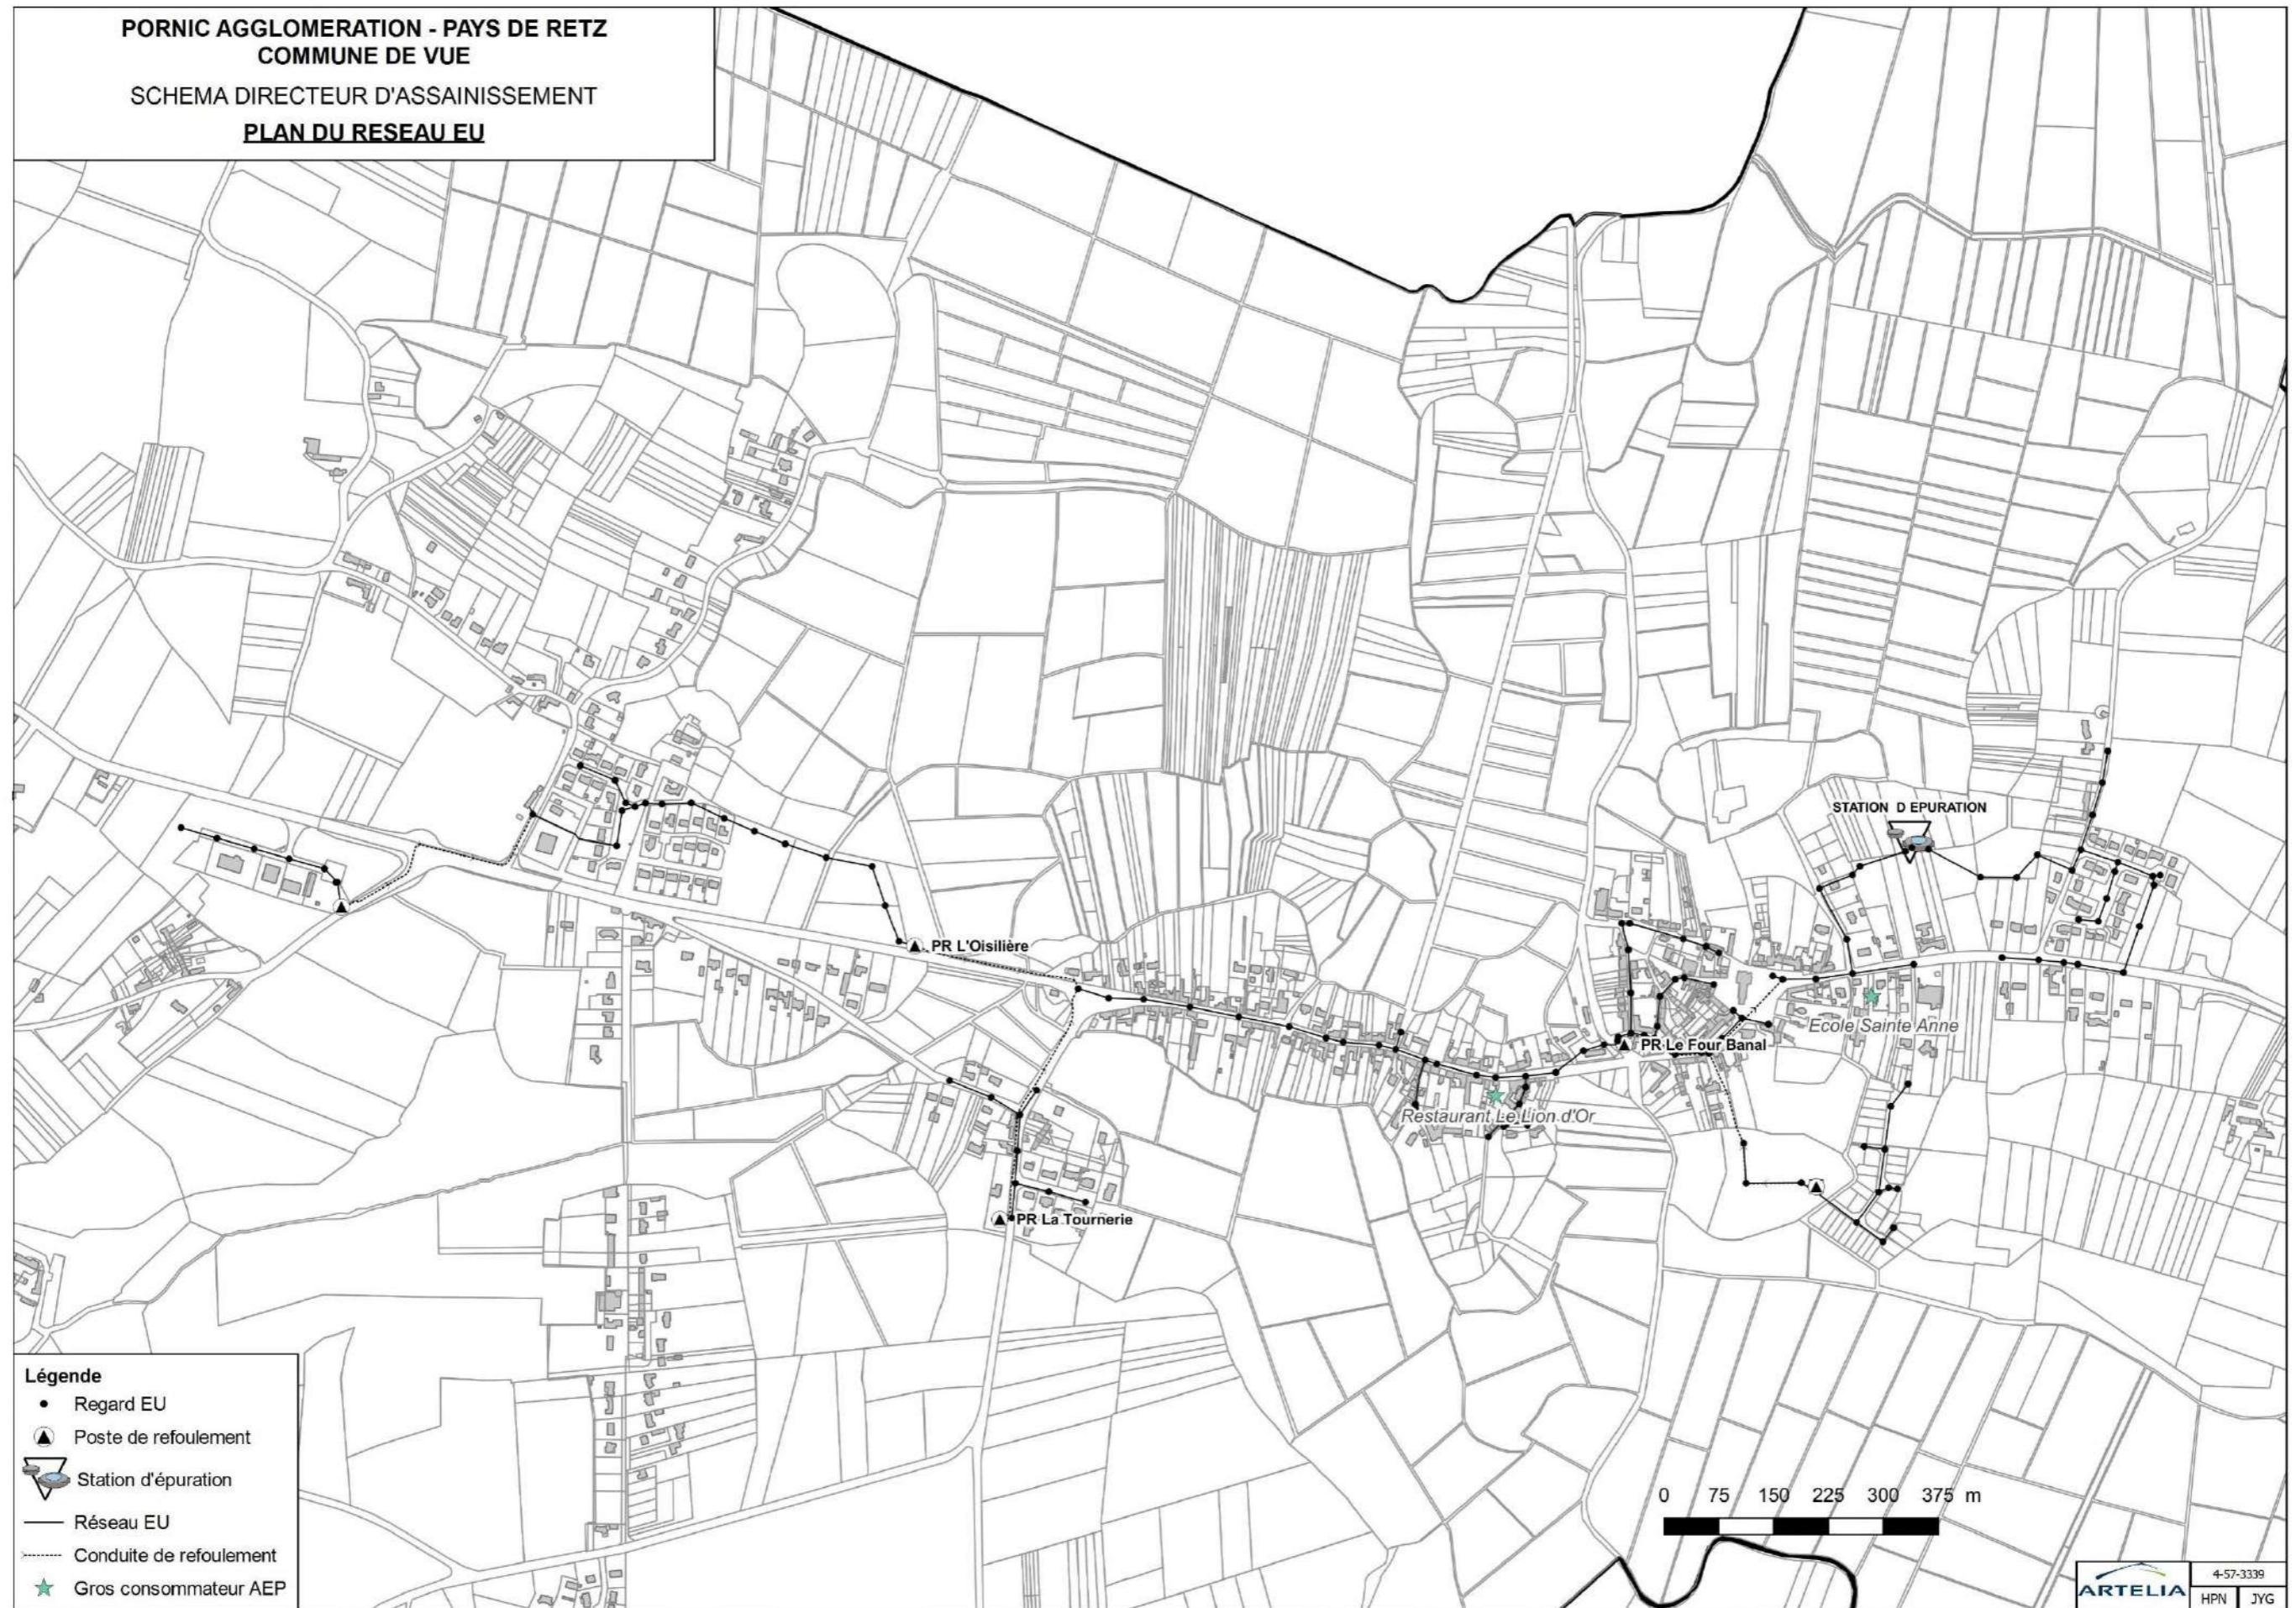 PORNIC AGGLOMERATION - PAYS DE RETZ
COMMUNE DE VUE
SCHEMA DIRECTEUR D'ASSAINISSEMENT
PLAN DU RESEAU EU
STATION D EPURATION
PR L'Oisilière
Ecole Sainte Anne
PR Le Four Banal
Restaurant Le Lion d'Or
PR La Tournerie
Légende
Regard EU
Poste de refoulement
Station d'épuration
Réseau EU
Conduite de refoulement
Gros consommateur AEP
0 75 150 225 300 375 m
ARTELIA
4-57-3339
HPN JYG